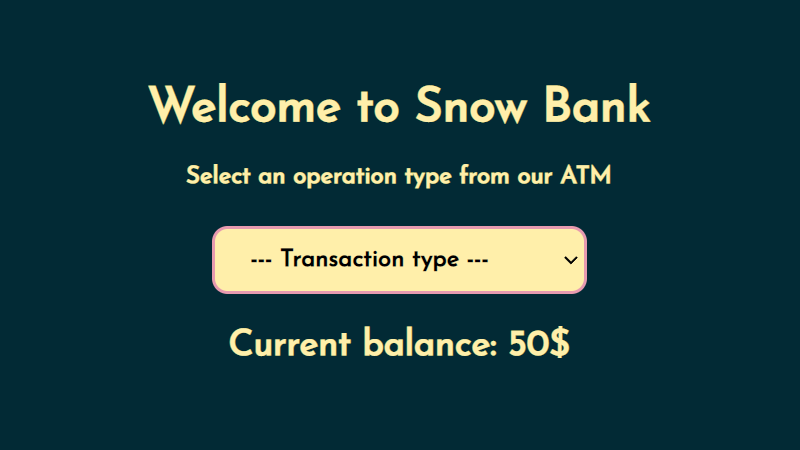 Welcome to Snow Bank
Select an operation type from our ATM
--- Transaction type ---
Current balance: 50$